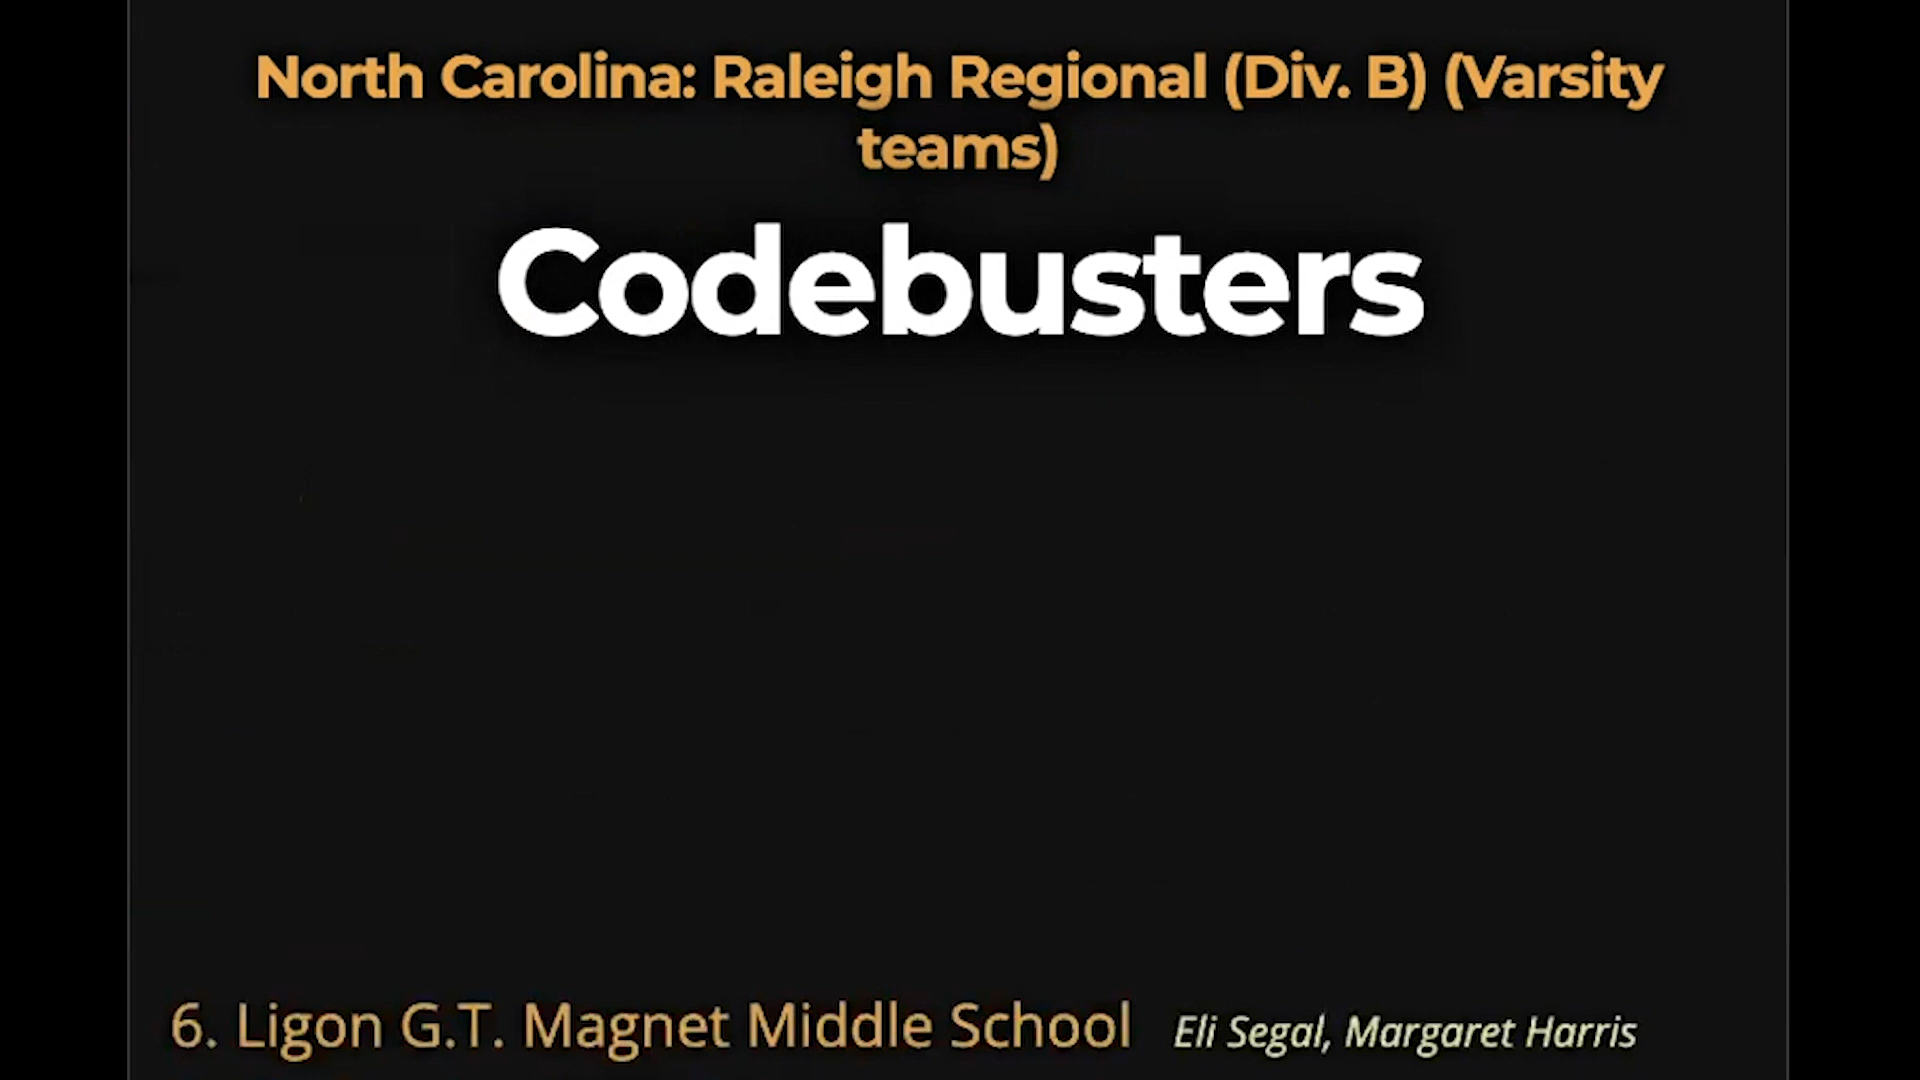 North Carolina: Raleigh Regional (Div. B) (Varsity
teams)
Codebusters
6. Ligon G.T. Magnet Middle School Eli Segal, Margaret Harris